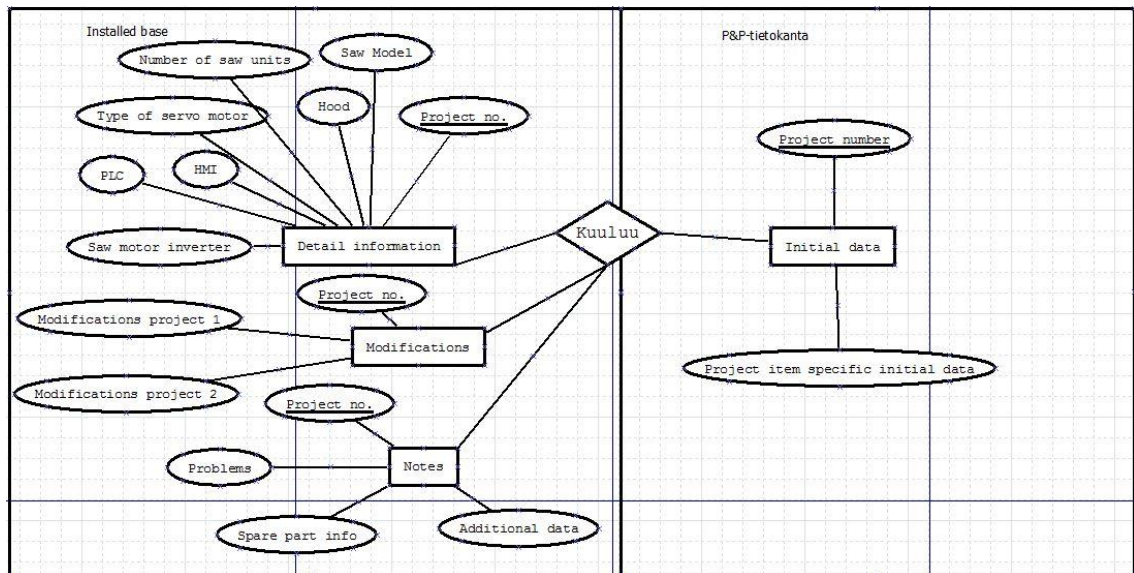 Installed base
P&P-tietokanta
Number of saw units
Saw Model
Type of servo motor
Hood
Project no.
Project number
PLC
HMI
Saw motor inverter
Detail information
Kuuluu
Initial data
Project no.
Modifications project 1
Modifications
Project item specific initial data
Modifications project 2
Project no.
Problems
Notes
Spare part info
Additional data